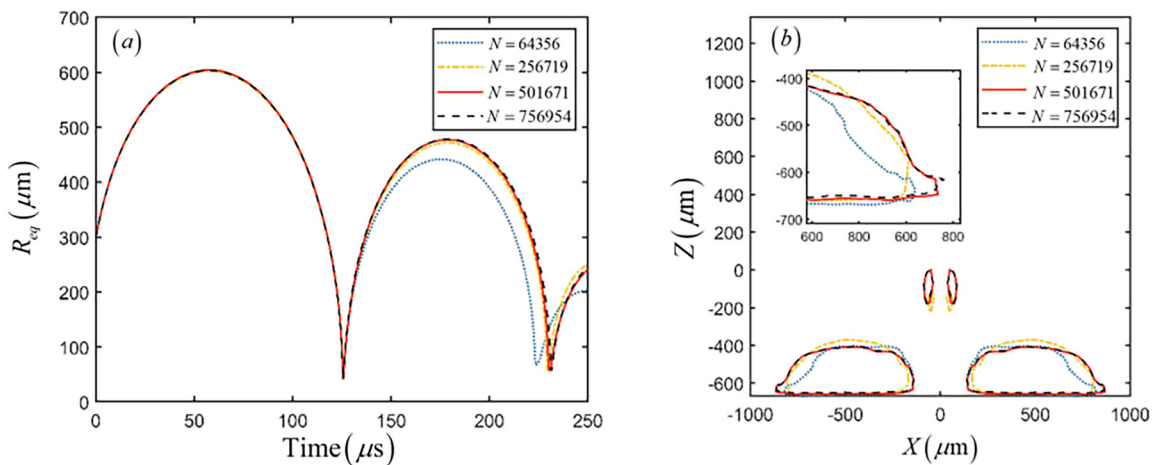 (a)
N = 64356
N = 256719
N = 501671
N = 756954
700
600
500
400
300
200
100
0
R_eq (μm)
0 50 100 150 200 250
Time (μs)
(b)
N = 64356
N = 256719
N = 501671
N = 756954
1200
1000
800
600
400
200
0
-200
-400
-600
Z (μm)
-400
-500
-600
-700
600 800 600 800
-1000 -500 0 500 1000
X (μm)